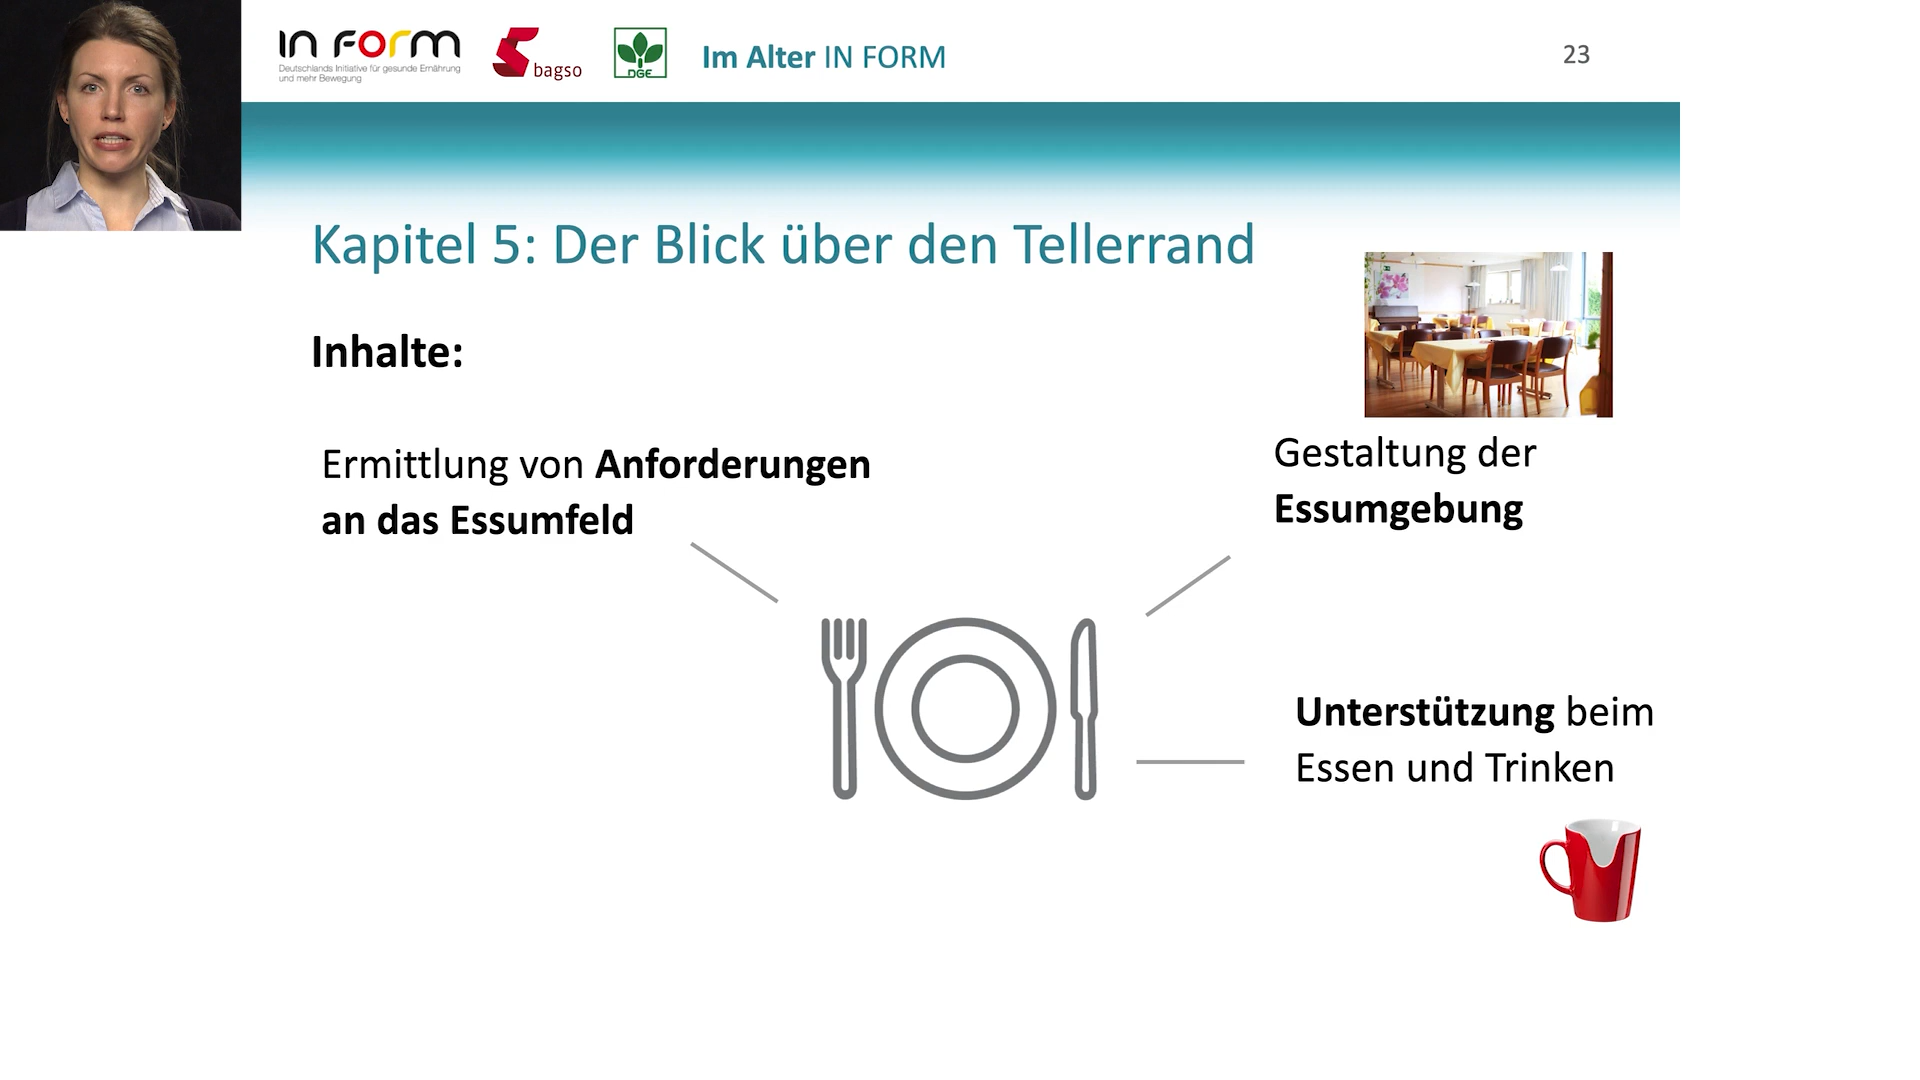 IN FORM
Deutschlands Initiative für gesunde Ernährung
und mehr Bewegung
bagso
DGE
Im Alter IN FORM
23
Kapitel 5: Der Blick über den Tellerrand
Inhalte:
Ermittlung von Anforderungen
an das Essumfeld
Gestaltung der
Essumgebung
Unterstützung beim
Essen und Trinken